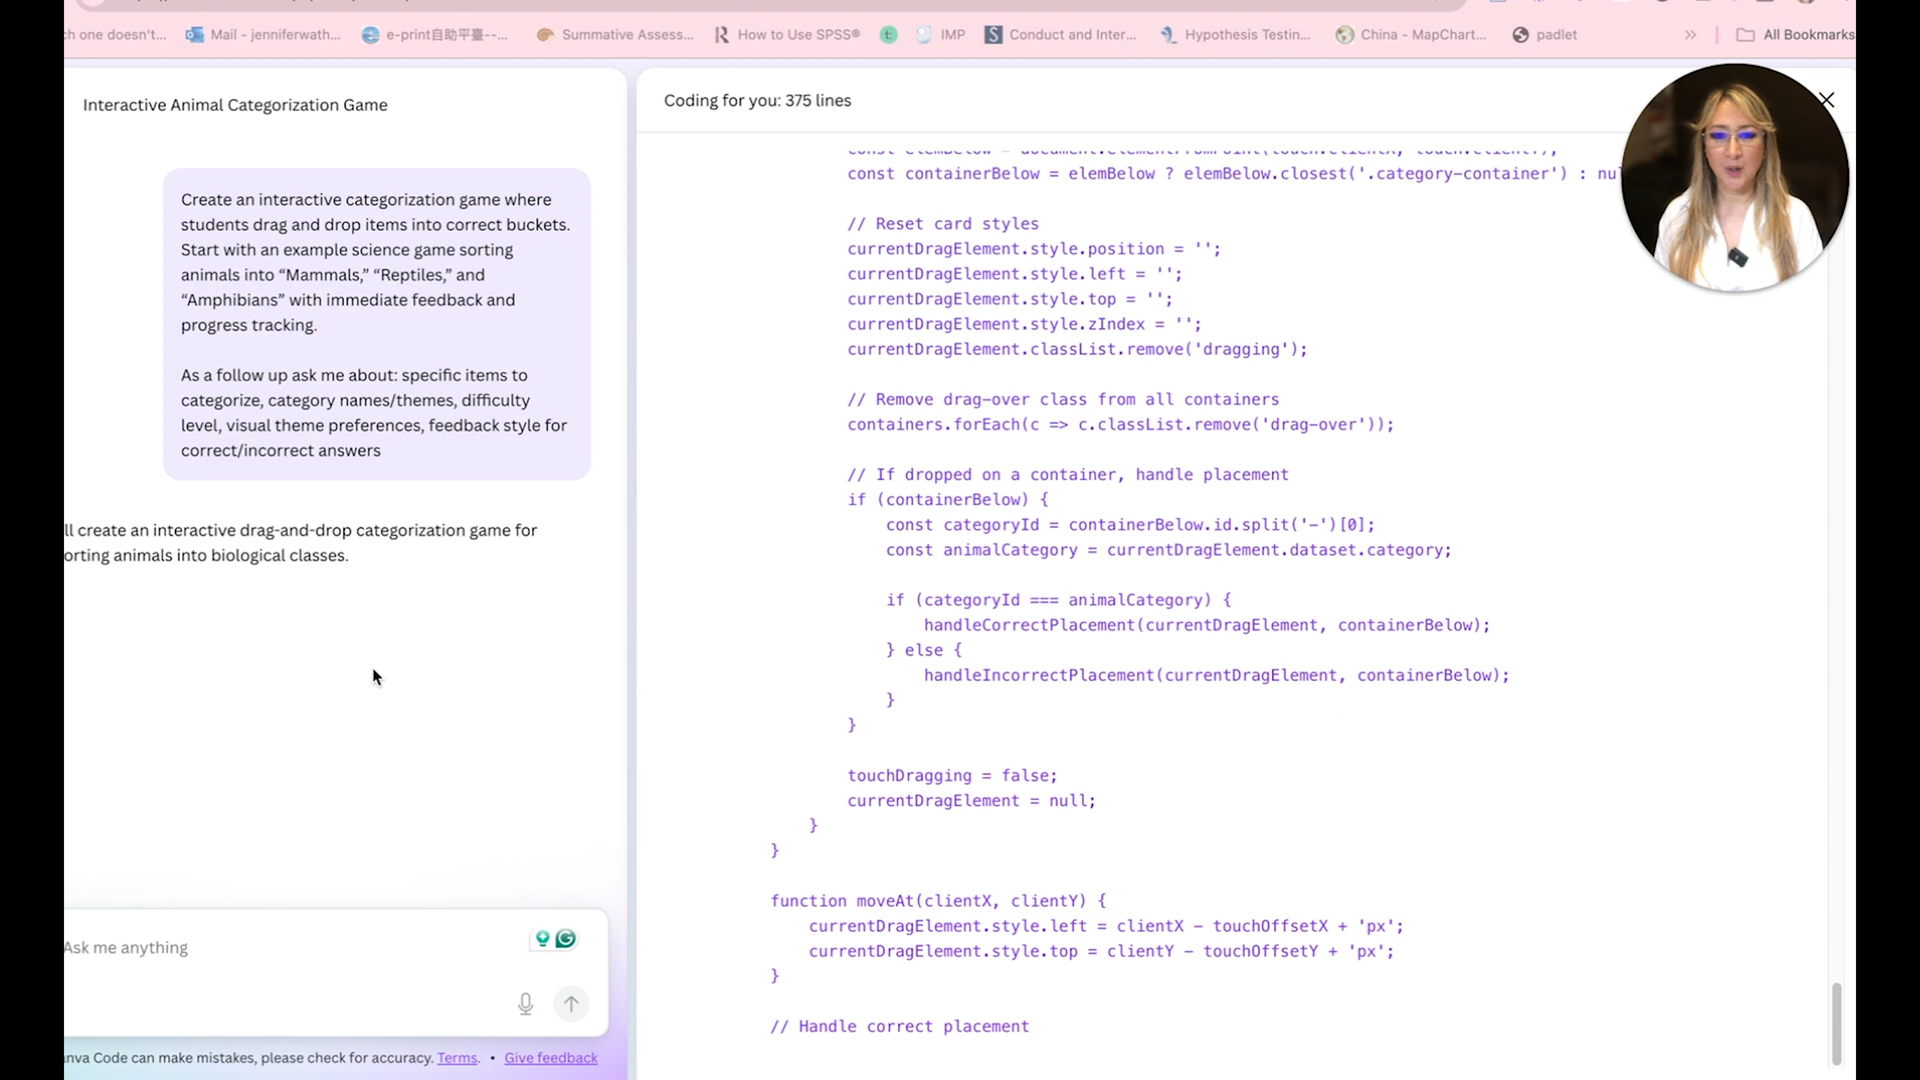 ch one doesn't...
Mail - jenniferwath...
e-print自助平臺--...
Summative Assess...
How to Use SPSS®
IMP
Conduct and Inter...
Hypothesis Testin...
China - MapChart...
padlet
All Bookmarks
Interactive Animal Categorization Game
Create an interactive categorization game where
students drag and drop items into correct buckets.
Start with an example science game sorting
animals into “Mammals,” “Reptiles,” and
“Amphibians” with immediate feedback and
progress tracking.
As a follow up ask me about: specific items to
categorize, category names/themes, difficulty
level, visual theme preferences, feedback style for
correct/incorrect answers
ll create an interactive drag-and-drop categorization game for
orting animals into biological classes.
Ask me anything
nva Code can make mistakes, please check for accuracy. Terms. • Give feedback
Coding for you: 375 lines
const elemBelow = document.elementFromPoint(touch.clientX, touch.clientY);
const containerBelow = elemBelow ? elemBelow.closest('.category-container') : nul
// Reset card styles
currentDragElement.style.position = '';
currentDragElement.style.left = '';
currentDragElement.style.top = '';
currentDragElement.style.zIndex = '';
currentDragElement.classList.remove('dragging');
// Remove drag-over class from all containers
containers.forEach(c => c.classList.remove('drag-over'));
// If dropped on a container, handle placement
if (containerBelow) {
const categoryId = containerBelow.id.split('-')[0];
const animalCategory = currentDragElement.dataset.category;
if (categoryId === animalCategory) {
handleCorrectPlacement(currentDragElement, containerBelow);
} else {
handleIncorrectPlacement(currentDragElement, containerBelow);
}
}
touchDragging = false;
currentDragElement = null;
}
}
function moveAt(clientX, clientY) {
currentDragElement.style.left = clientX - touchOffsetX + 'px';
currentDragElement.style.top = clientY - touchOffsetY + 'px';
}
// Handle correct placement